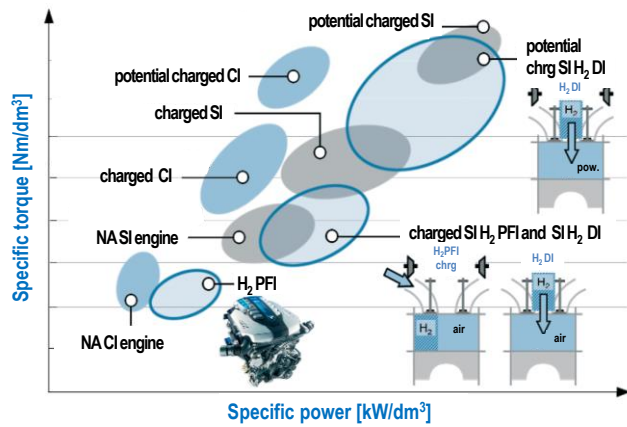 potential charged SI
potential
chrg SI H₂ DI
potential charged CI
H₂ DI
H₂
pow.
charged SI
charged CI
NA SI engine
charged SI H₂ PFI and SI H₂ DI
H₂PFI
chrg
H₂ DI
H₂
H₂
air
air
H₂ PFI
NA CI engine
Specific torque [Nm/dm³]
Specific power [kW/dm³]